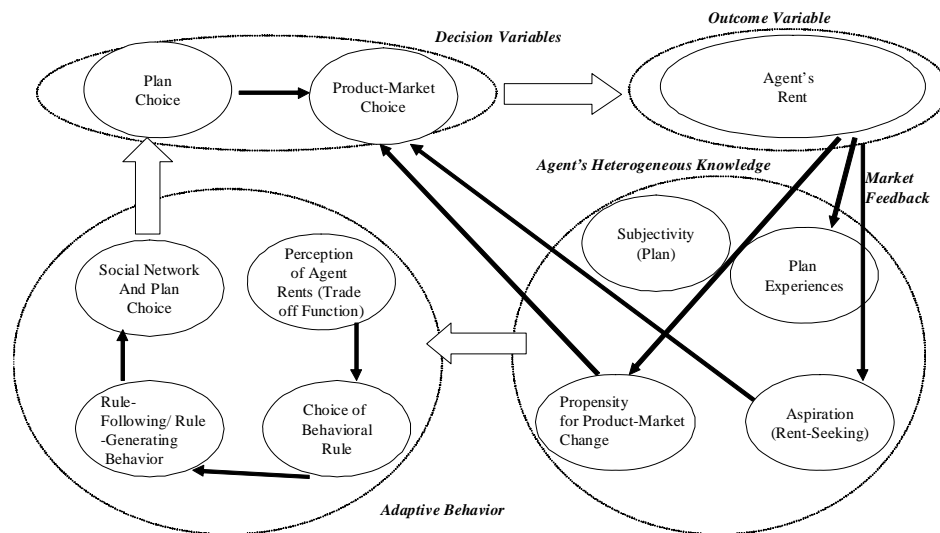 Decision Variables
Outcome Variable
Plan
Choice
Product-Market
Choice
Agent's
Rent
Agent's Heterogeneous Knowledge
Market
Feedback
Social Network
And Plan
Choice
Perception
of Agent
Rents (Trade
off Function)
Subjectivity
(Plan)
Plan
Experiences
Rule-
Following/ Rule
-Generating
Behavior
Choice of
Behavioral
Rule
Propensity
for Product-Market
Change
Aspiration
(Rent-Seeking)
Adaptive Behavior